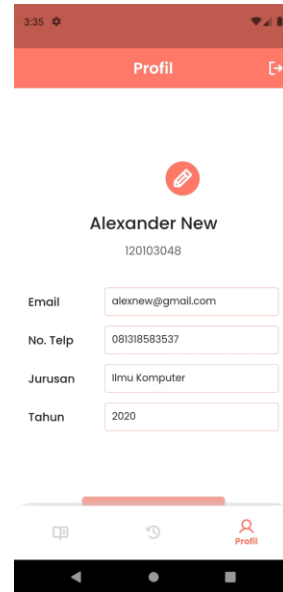 3:35
Profil
Alexander New
120103048
Email alexnew@gmail.com
No. Telp 081318583537
Jurusan Ilmu Komputer
Tahun 2020
Profil